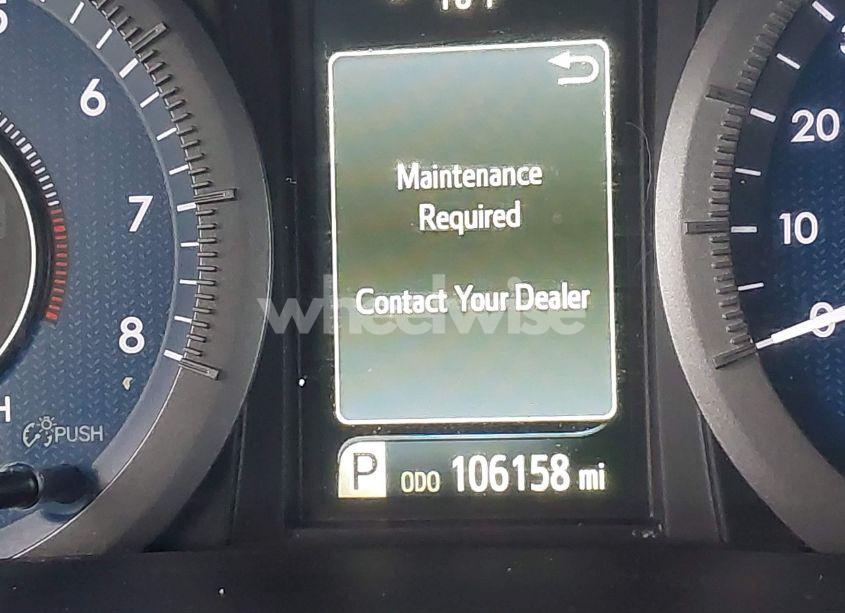 6
7
8
PUSH
Maintenance
Required
Contact Your Dealer
P ODO 106158 mi
20
10
0
wheelwise